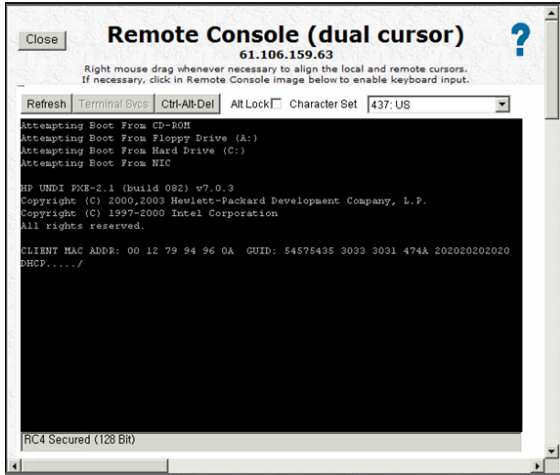 Close
Remote Console (dual cursor)
?
61.106.159.63
Right mouse drag whenever necessary to align the local and remote cursors.
If necessary, click in Remote Console image below to enable keyboard input.
Refresh Terminal Svcs Ctrl-Alt-Del Alt Lock Character Set 437: US
Attempting Boot From CD-ROM
Attempting Boot From Floppy Drive (A:)
Attempting Boot From Hard Drive (C:)
Attempting Boot From NIC
HP UNDI PXE-2.1 (build 082) v7.0.3
Copyright (C) 2000,2003 Hewlett-Packard Development Company, L.P.
Copyright (C) 1997-2000 Intel Corporation
All rights reserved.
CLIENT MAC ADDR: 00 12 79 94 96 0A GUID: 54575435 3033 3031 474A 202020202020
DHCP...../
RC4 Secured (128 Bit)